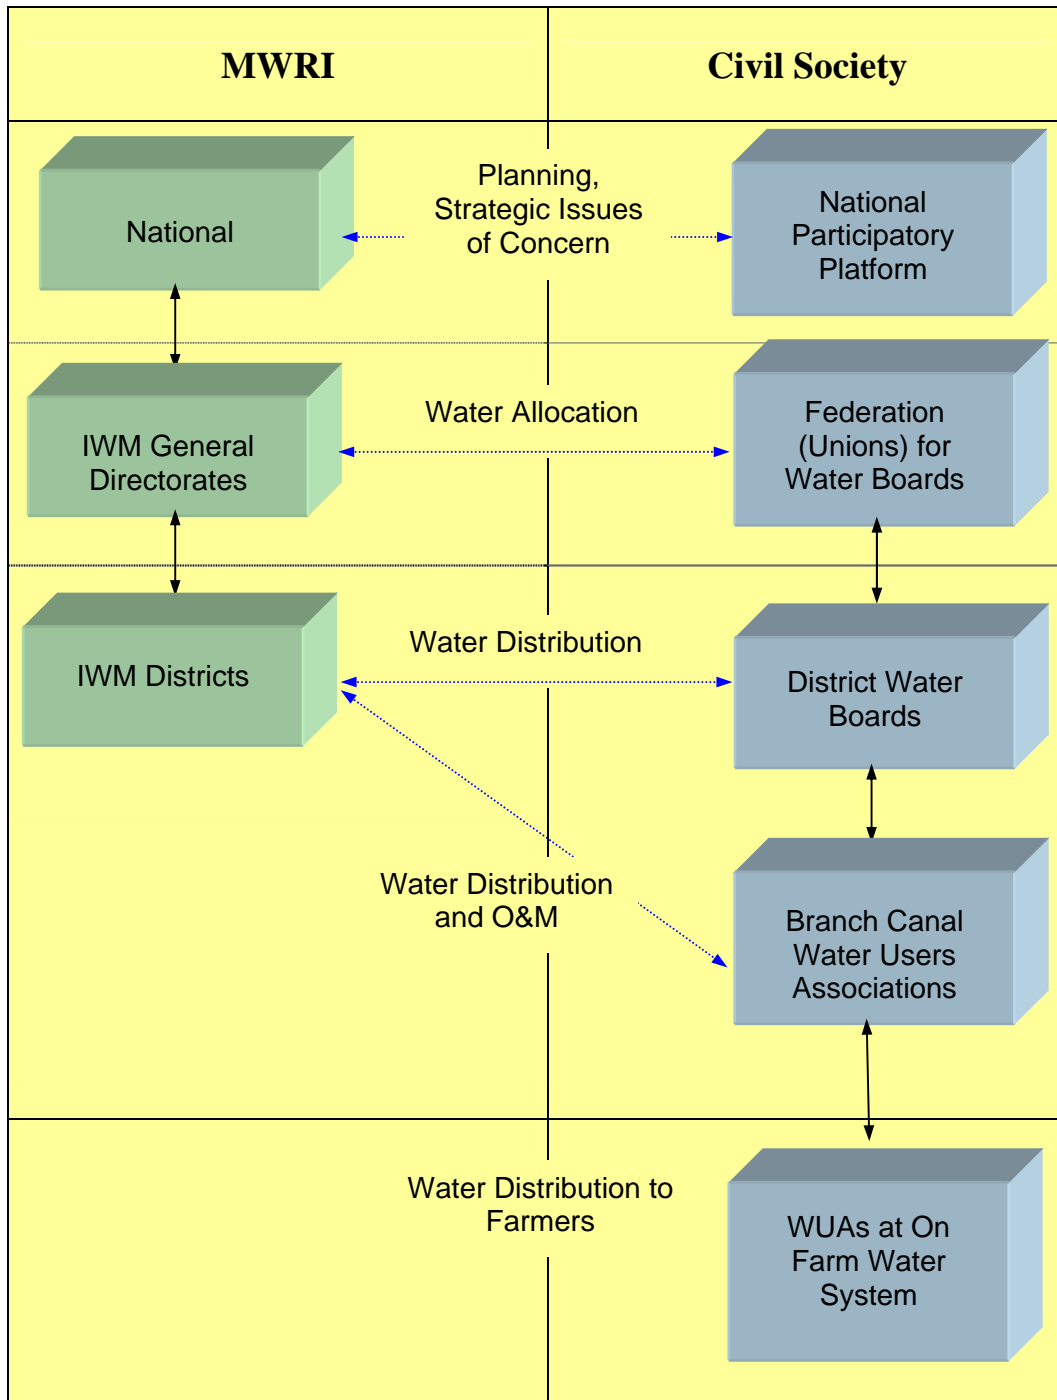 MWRI
Civil Society
National
Planning,
Strategic Issues
of Concern
National
Participatory
Platform
IWM General
Directorates
Water Allocation
Federation
(Unions) for
Water Boards
IWM Districts
Water Distribution
District Water
Boards
Water Distribution
and O&M
Branch Canal
Water Users
Associations
Water Distribution to
Farmers
WUAs at On
Farm Water
System